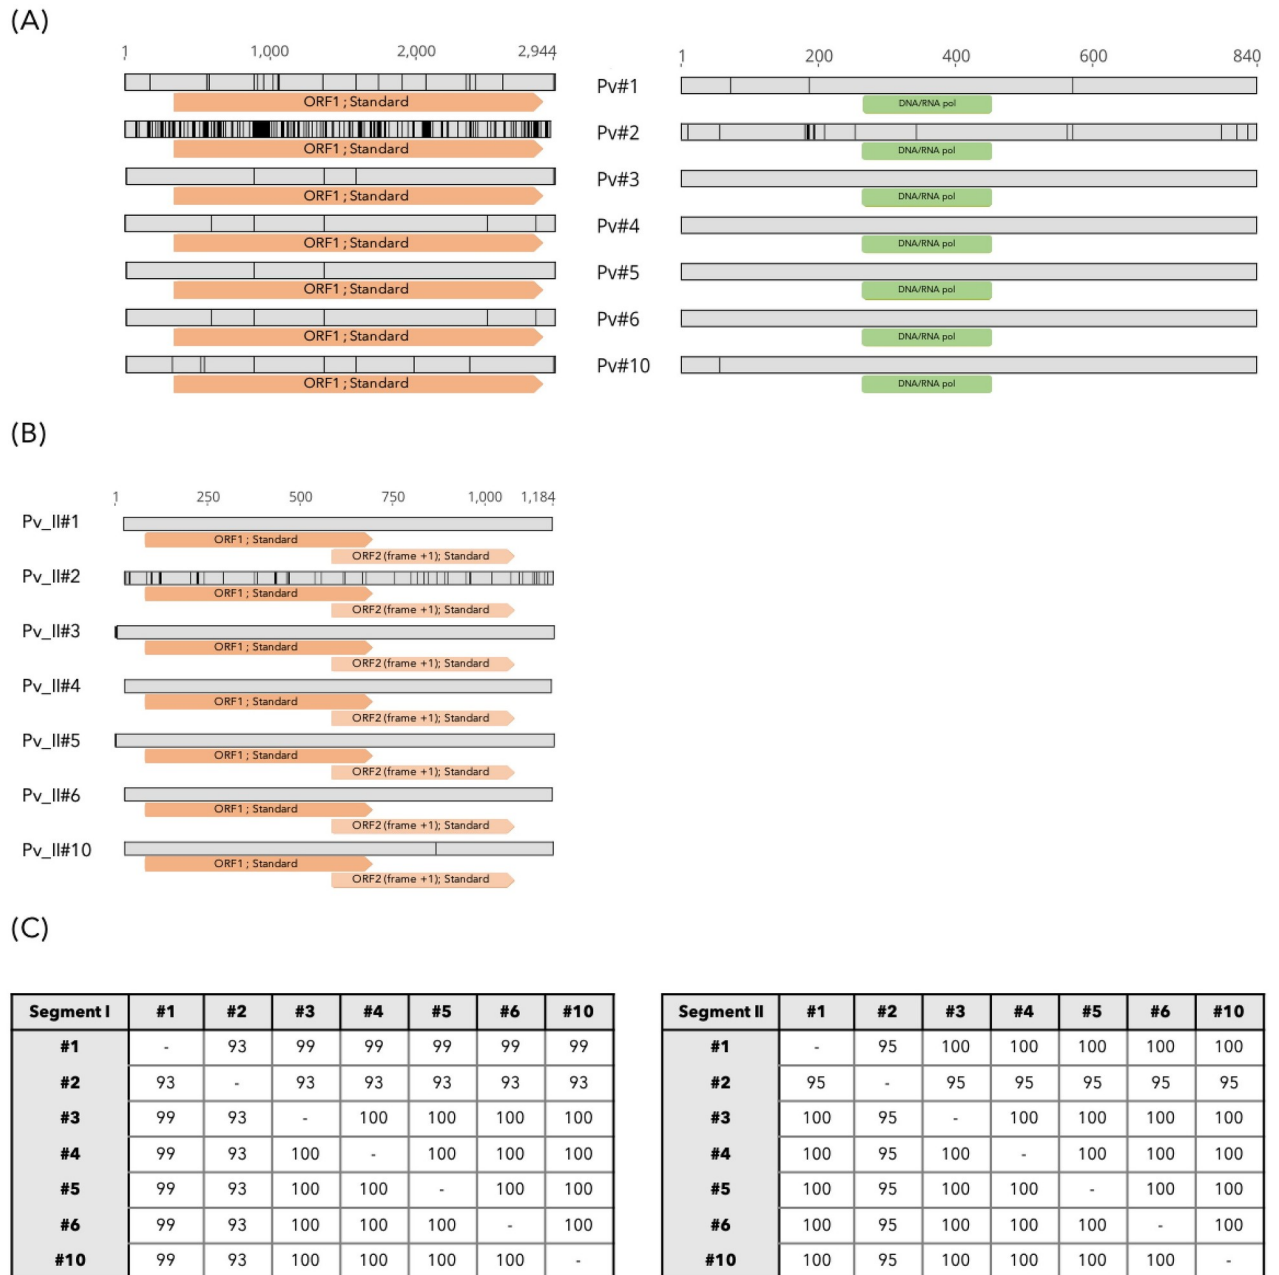 (A)
1 1,000 2,000 2,944 1 200 400 600 840
Pv#1
ORF1 ; Standard DNA/RNA pol
Pv#2
ORF1 ; Standard DNA/RNA pol
Pv#3
ORF1 ; Standard DNA/RNA pol
Pv#4
ORF1 ; Standard DNA/RNA pol
Pv#5
ORF1 ; Standard DNA/RNA pol
Pv#6
ORF1 ; Standard DNA/RNA pol
Pv#10
ORF1 ; Standard DNA/RNA pol
(B)
1 250 500 750 1,000 1,184
Pv_II#1
ORF1 ; Standard
ORF2 (frame +1); Standard
Pv_II#2
ORF1 ; Standard
ORF2 (frame +1); Standard
Pv_II#3
ORF1 ; Standard
ORF2 (frame +1); Standard
Pv_II#4
ORF1 ; Standard
ORF2 (frame +1); Standard
Pv_II#5
ORF1 ; Standard
ORF2 (frame +1); Standard
Pv_II#6
ORF1 ; Standard
ORF2 (frame +1); Standard
Pv_II#10
ORF1 ; Standard
ORF2 (frame +1); Standard
(C)
Segment I #1 #2 #3 #4 #5 #6 #10
#1 - 93 99 99 99 99 99
#2 93 - 93 93 93 93 93
#3 99 93 - 100 100 100 100
#4 99 93 100 - 100 100 100
#5 99 93 100 100 - 100 100
#6 99 93 100 100 100 - 100
#10 99 93 100 100 100 100 -
Segment II #1 #2 #3 #4 #5 #6 #10
#1 - 95 100 100 100 100 100
#2 95 - 95 95 95 95 95
#3 100 95 - 100 100 100 100
#4 100 95 100 - 100 100 100
#5 100 95 100 100 - 100 100
#6 100 95 100 100 100 - 100
#10 100 95 100 100 100 100 -